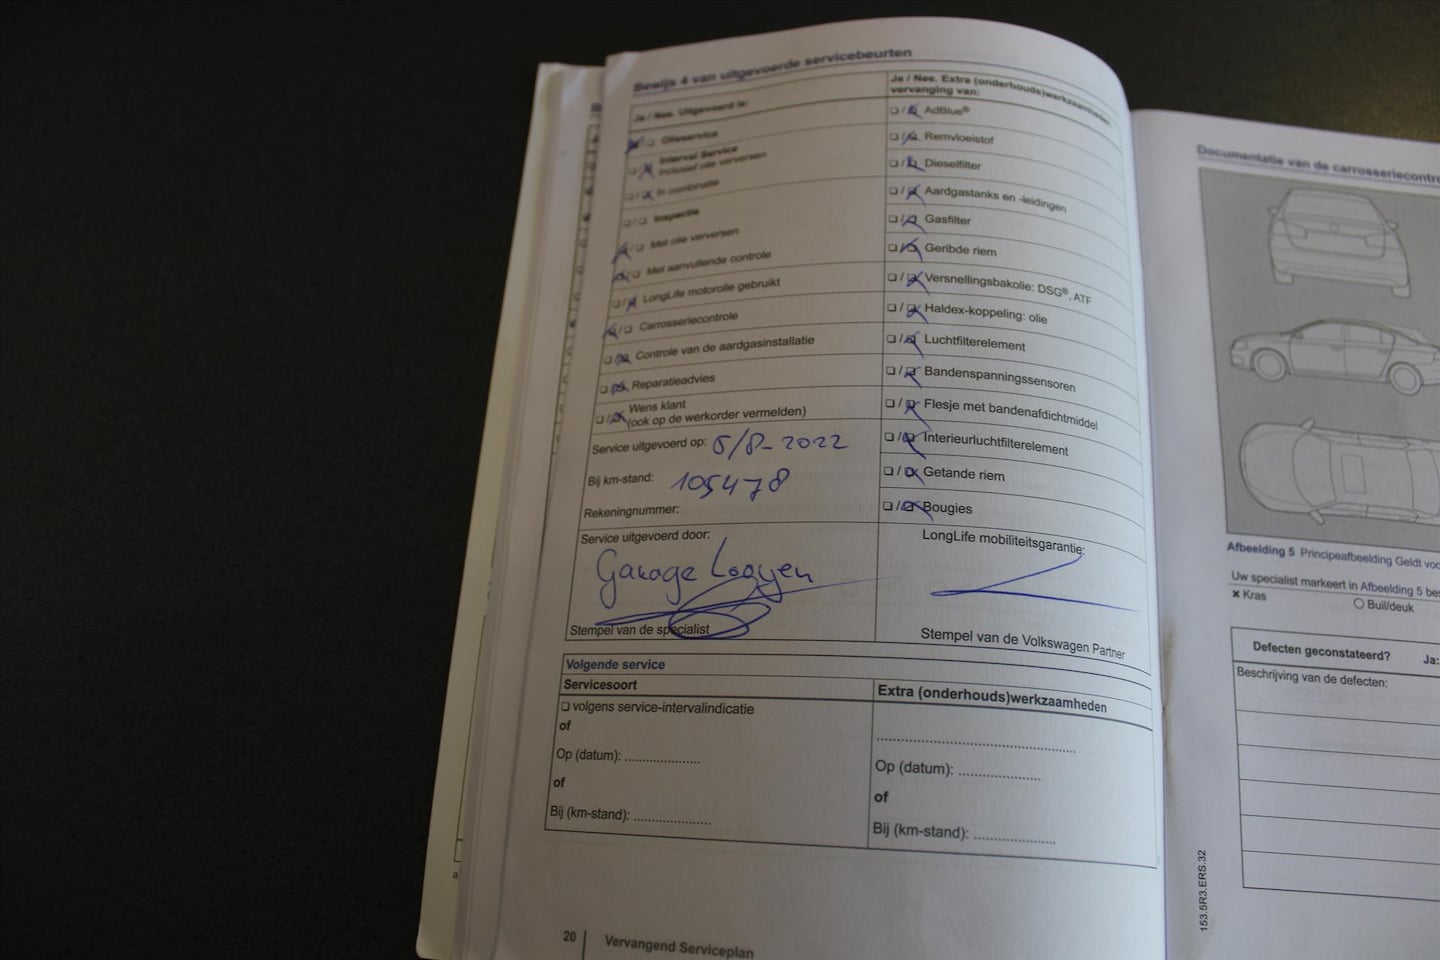 Bewijs 4 van uitgevoerde servicebeurten
Ja / Nee. Uitgevoerd is:
❏ Olieservice
❏ / Interval Service
inclusief olie verversen
❏ / In combinatie
❏ / ❏ Inspectie
/ ❏ Met olie verversen
/ ❏ Met aanvullende controle
❏ / LongLife motorolie gebruikt
/ ❏ Carrosseriecontrole
❏ / Controle van de aardgasinstallatie
❏ / Reparatieadvies
❏ / Wens klant
(ook op de werkorder vermelden)
Service uitgevoerd op: 5/8-2022
Bij km-stand: 105478
Rekeningnummer:
Service uitgevoerd door:
Garage Looyen
Stempel van de specialist
Ja / Nee. Extra (onderhouds)werkzaamheden
vervanging van:
❏ / AdBlue®
❏ / Remvloeistof
❏ / Dieselfilter
❏ / Aardgastanks en -leidingen
❏ / Gasfilter
❏ / Geribde riem
❏ / Versnellingsbakolie: DSG®, ATF
❏ / Haldex-koppeling: olie
❏ / Luchtfilterelement
❏ / Bandenspanningssensoren
❏ / Flesje met bandenafdichtmiddel
❏ / Interieurluchtfilterelement
❏ / Getande riem
❏ / Bougies
LongLife mobiliteitsgarantie:
Stempel van de Volkswagen Partner
Volgende service
Servicesoort
❏ volgens service-intervalindicatie
of
Op (datum): ....................
of
Bij (km-stand): ....................
Extra (onderhouds)werkzaamheden
..................................................
Op (datum): .....................
of
Bij (km-stand): .....................
20 Vervangend Serviceplan
Documentatie van de
Afbeelding 5 Principeafbeelding Geldt
Uw specialist markeert in Afbeelding 5
× Kras ○ Buil/deuk
Defecten geconstateerd? Ja:
Beschrijving van de defecten:
153.5R3.ERS.32